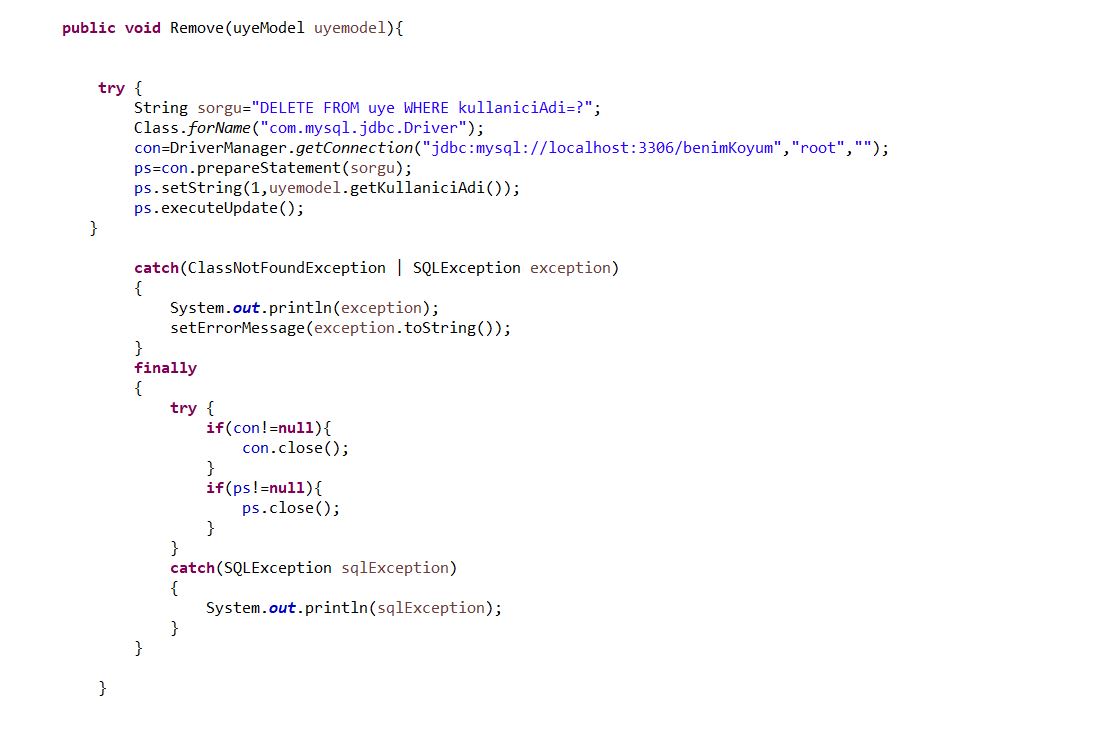 public void Remove(uyeModel uyemodel){
try {
String sorgu="DELETE FROM uye WHERE kullaniciAdi=?";
Class.forName("com.mysql.jdbc.Driver");
con=DriverManager.getConnection("jdbc:mysql://localhost:3306/benimKoyum","root","");
ps=con.prepareStatement(sorgu);
ps.setString(1,uyemodel.getKullaniciAdi());
ps.executeUpdate();
}
catch(ClassNotFoundException | SQLException exception)
{
System.out.println(exception);
setErrorMessage(exception.toString());
}
finally
{
try {
if(con!=null){
con.close();
}
if(ps!=null){
ps.close();
}
}
catch(SQLException sqlException)
{
System.out.println(sqlException);
}
}
}